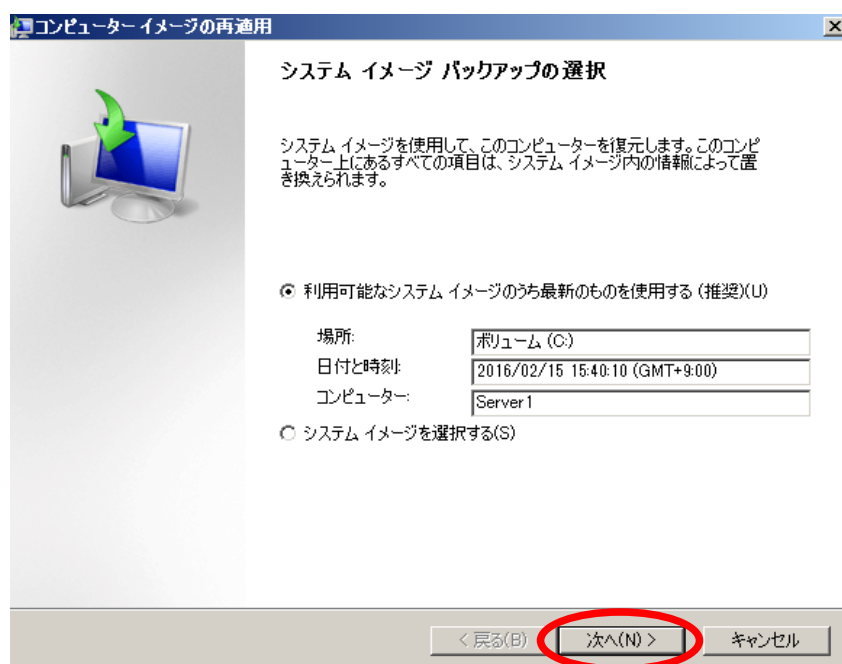 コンピューター イメージの再適用
システム イメージ バックアップの選択
システム イメージを使用して、このコンピューターを復元します。このコンピ
ューター上にあるすべての項目は、システム イメージ内の情報によって置
き換えられます。
利用可能なシステム イメージのうち最新のものを使用する (推奨)(U)
場所: ボリューム (C:)
日付と時刻: 2016/02/15 15:40:10 (GMT+9:00)
コンピューター: Server1
システム イメージを選択する(S)
< 戻る(B) 次へ(N) > キャンセル